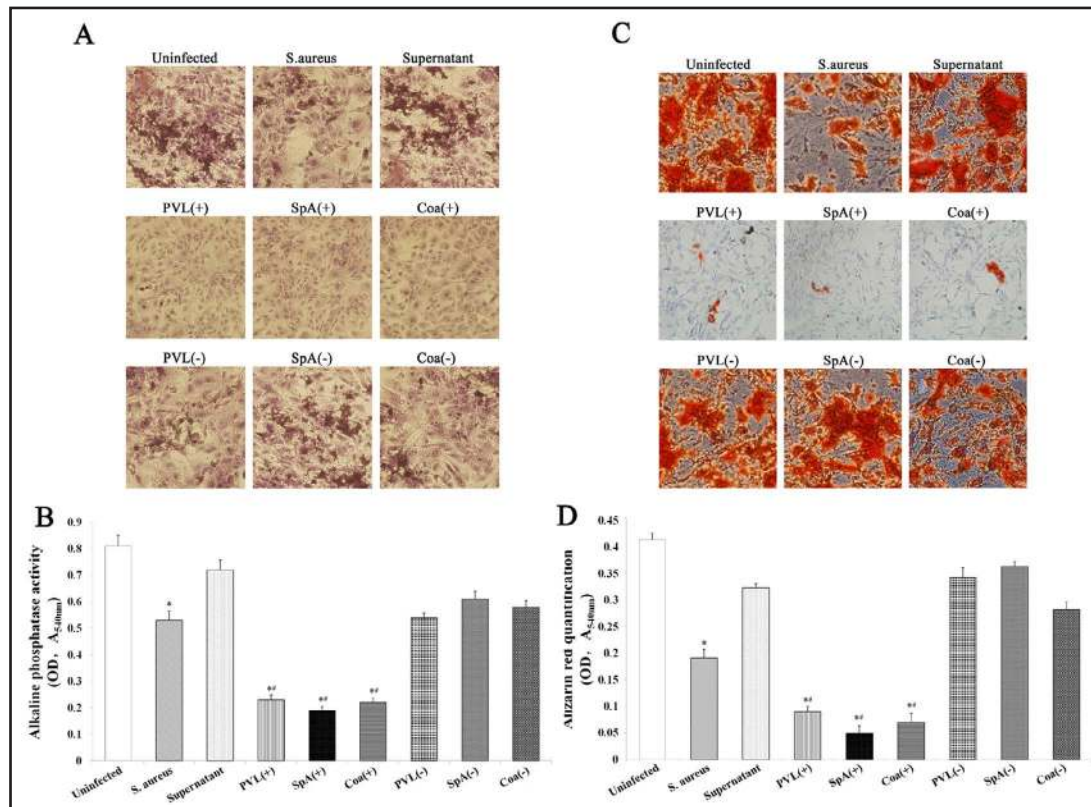 A
Uninfected S.aureus Supernatant
PVL(+) SpA(+) Coa(+)
PVL(-) SpA(-) Coa(-)
C
Uninfected S.aureus Supernatant
PVL(+) SpA(+) Coa(+)
PVL(-) SpA(-) Coa(-)
B
Alkaline phosphatase activity
(OD, A540nm)
0.9
0.8
0.7
0.6
0.5
0.4
0.3
0.2
0.1
0
*
*#
*#
*#
Uninfected S. aureus Supernatant PVL(+) SpA(+) Coa(+) PVL(-) SpA(-) Coa(-)
D
Alizarin red quantification
(OD, A540nm)
0.45
0.4
0.35
0.3
0.25
0.2
0.15
0.1
0.05
0
*
*#
*#
*#
Uninfected S. aureus Supernatant PVL(+) SpA(+) Coa(+) PVL(-) SpA(-) Coa(-)